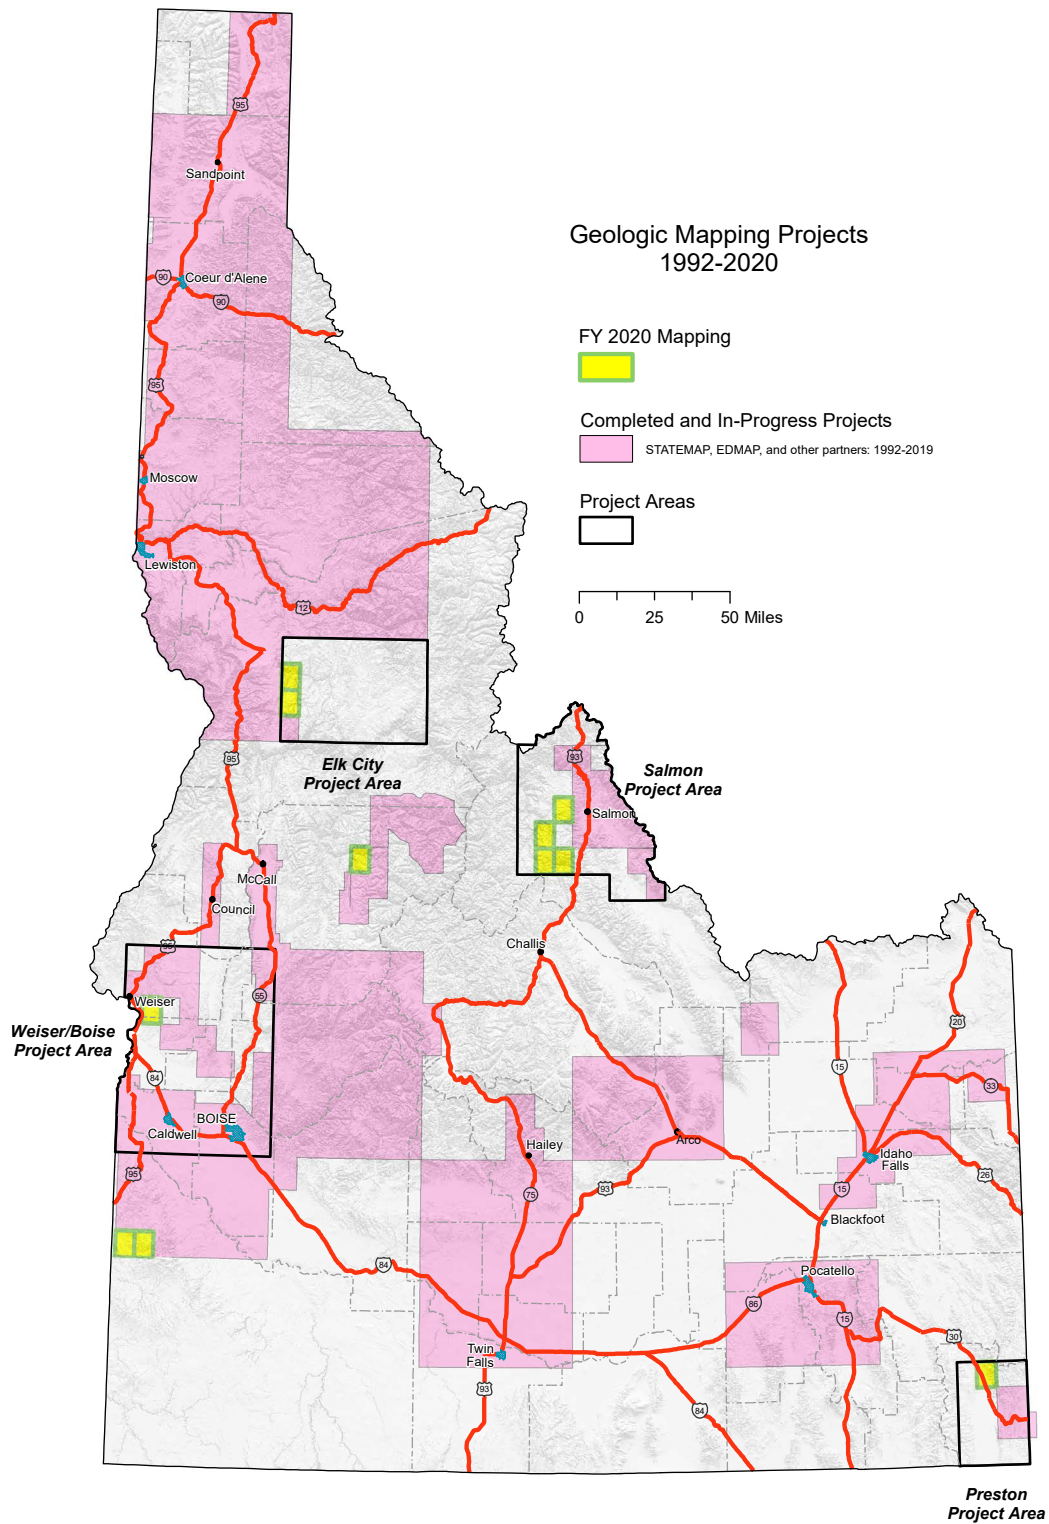 95
Sandpoint
Geologic Mapping Projects
1992-2020
90
Coeur d'Alene
90
FY 2020 Mapping
95
Completed and In-Progress Projects
STATEMAP, EDMAP, and other partners: 1992-2019
Moscow
Project Areas
Lewiston
12
0
25
50 Miles
95
93
Elk City
Project Area
Salmon
Project Area
Salmon
McCall
Council
95
Challis
55
Weiser
Weiser/Boise
Project Area
20
15
84
33
BOISE
Caldwell
Hailey
Arco
Idaho
Falls
95
75
93
15
26
Blackfoot
84
Pocatello
86
15
30
Twin
Falls
93
84
Preston
Project Area